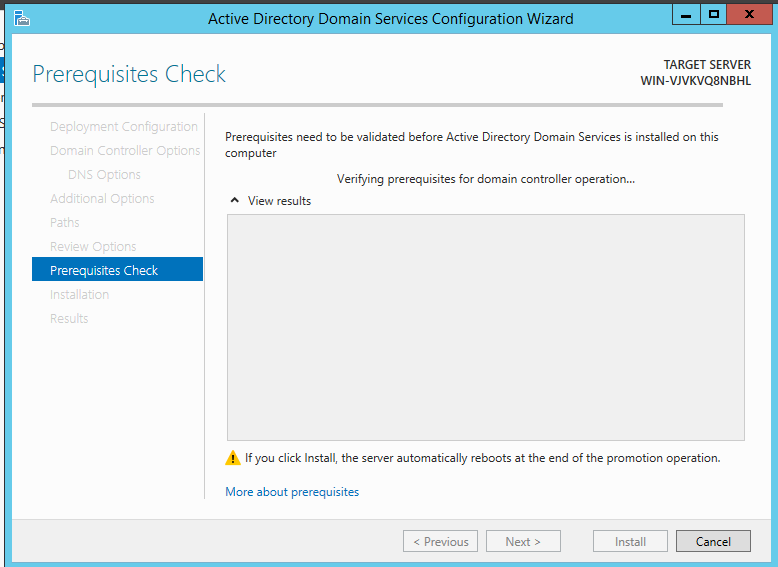 Active Directory Domain Services Configuration Wizard
Prerequisites Check
TARGET SERVER
WIN-VJVKVQ8NBHL
Deployment Configuration
Domain Controller Options
DNS Options
Additional Options
Paths
Review Options
Prerequisites Check
Installation
Results
Prerequisites need to be validated before Active Directory Domain Services is installed on this
computer
Verifying prerequisites for domain controller operation...
View results
If you click Install, the server automatically reboots at the end of the promotion operation.
More about prerequisites
< Previous
Next >
Install
Cancel